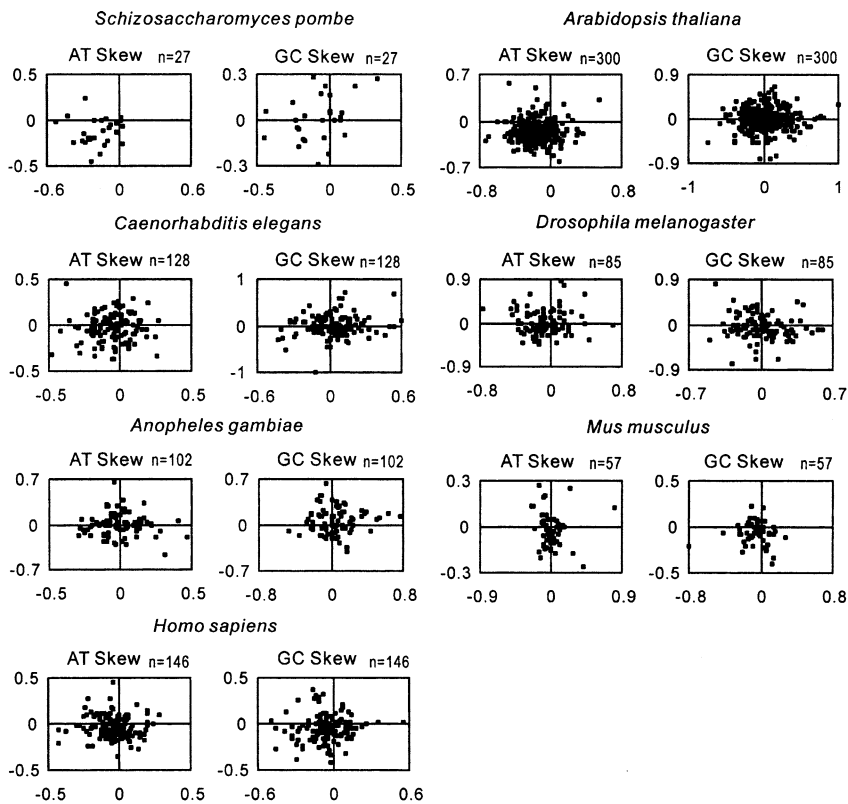 Schizosaccharomyces pombe
AT Skew n=27
0.5
0
-0.5
-0.6 0 0.6
GC Skew n=27
0.3
0
-0.3
-0.5 0 0.5
Arabidopsis thaliana
AT Skew n=300
0.7
0
-0.7
-0.8 0 0.8
GC Skew n=300
0.9
0
-0.9
-1 0 1
Caenorhabditis elegans
AT Skew n=128
0.5
0
-0.5
-0.5 0 0.5
GC Skew n=128
1
0
-1
-0.6 0 0.6
Drosophila melanogaster
AT Skew n=85
0.9
0
-0.9
-0.8 0 0.8
GC Skew n=85
0.9
0
-0.9
-0.7 0 0.7
Anopheles gambiae
AT Skew n=102
0.7
0
-0.7
-0.5 0 0.5
GC Skew n=102
0.7
0
-0.7
-0.8 0 0.8
Mus musculus
AT Skew n=57
0.3
0
-0.3
-0.9 0 0.9
GC Skew n=57
0.5
0
-0.5
-0.8 0 0.8
Homo sapiens
AT Skew n=146
0.5
0
-0.5
-0.5 0 0.5
GC Skew n=146
0.5
0
-0.5
-0.6 0 0.6